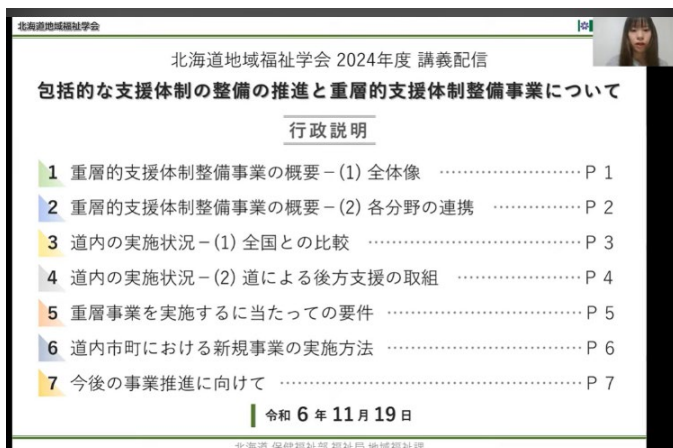 北海道地域福祉学会
北海道地域福祉学会 2024年度 講義配信
包括的な支援体制の整備の推進と重層的支援体制整備事業について
行政説明
1 重層的支援体制整備事業の概要－(1) 全体像 ……………………… P 1
2 重層的支援体制整備事業の概要－(2) 各分野の連携 ……………… P 2
3 道内の実施状況－(1) 全国との比較 ……………………………… P 3
4 道内の実施状況－(2) 道による後方支援の取組 ………………… P 4
5 重層事業を実施するに当たっての要件 …………………………… P 5
6 道内市町における新規事業の実施方法 …………………………… P 6
7 今後の事業推進に向けて …………………………………………… P 7
令和 6 年 11 月 19 日
北海道 保健福祉部 福祉局 地域福祉課